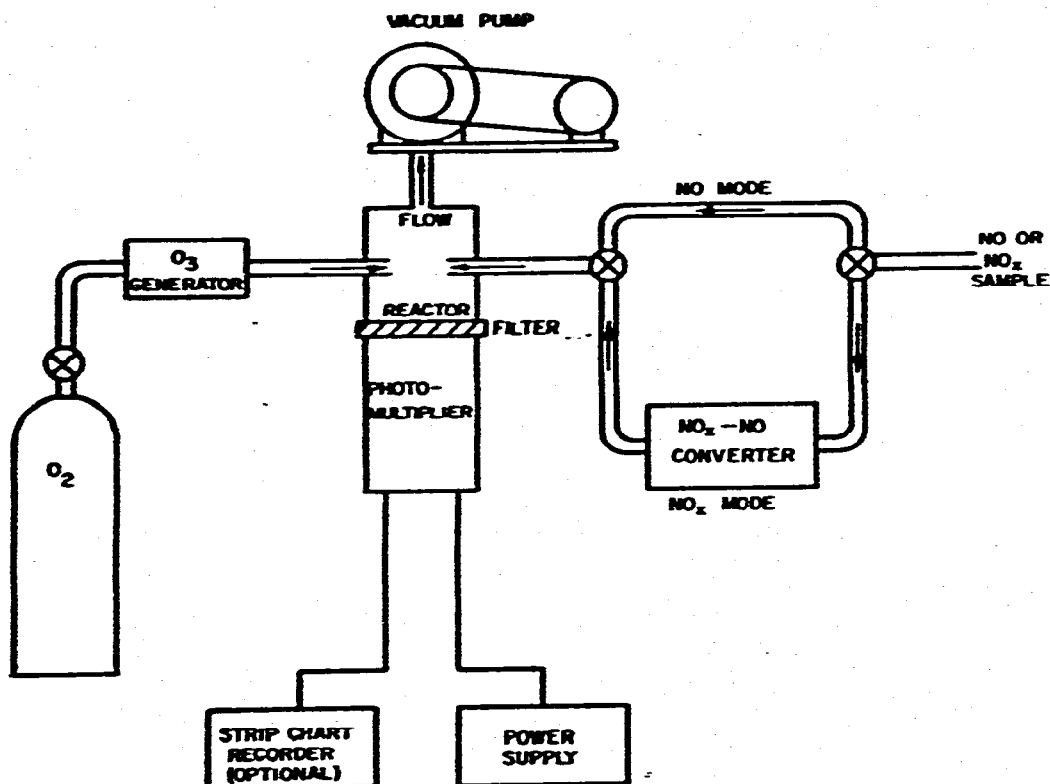 VACUUM PUMP
NO MODE
FLOW
O₃
GENERATOR
NO OR
NOₓ
SAMPLE
REACTOR
FILTER
PHOTO-
MULTIPLIER
O₂
NOₓ—NO
CONVERTER
NOₓ MODE
STRIP CHART
RECORDER
(OPTIONAL)
POWER
SUPPLY